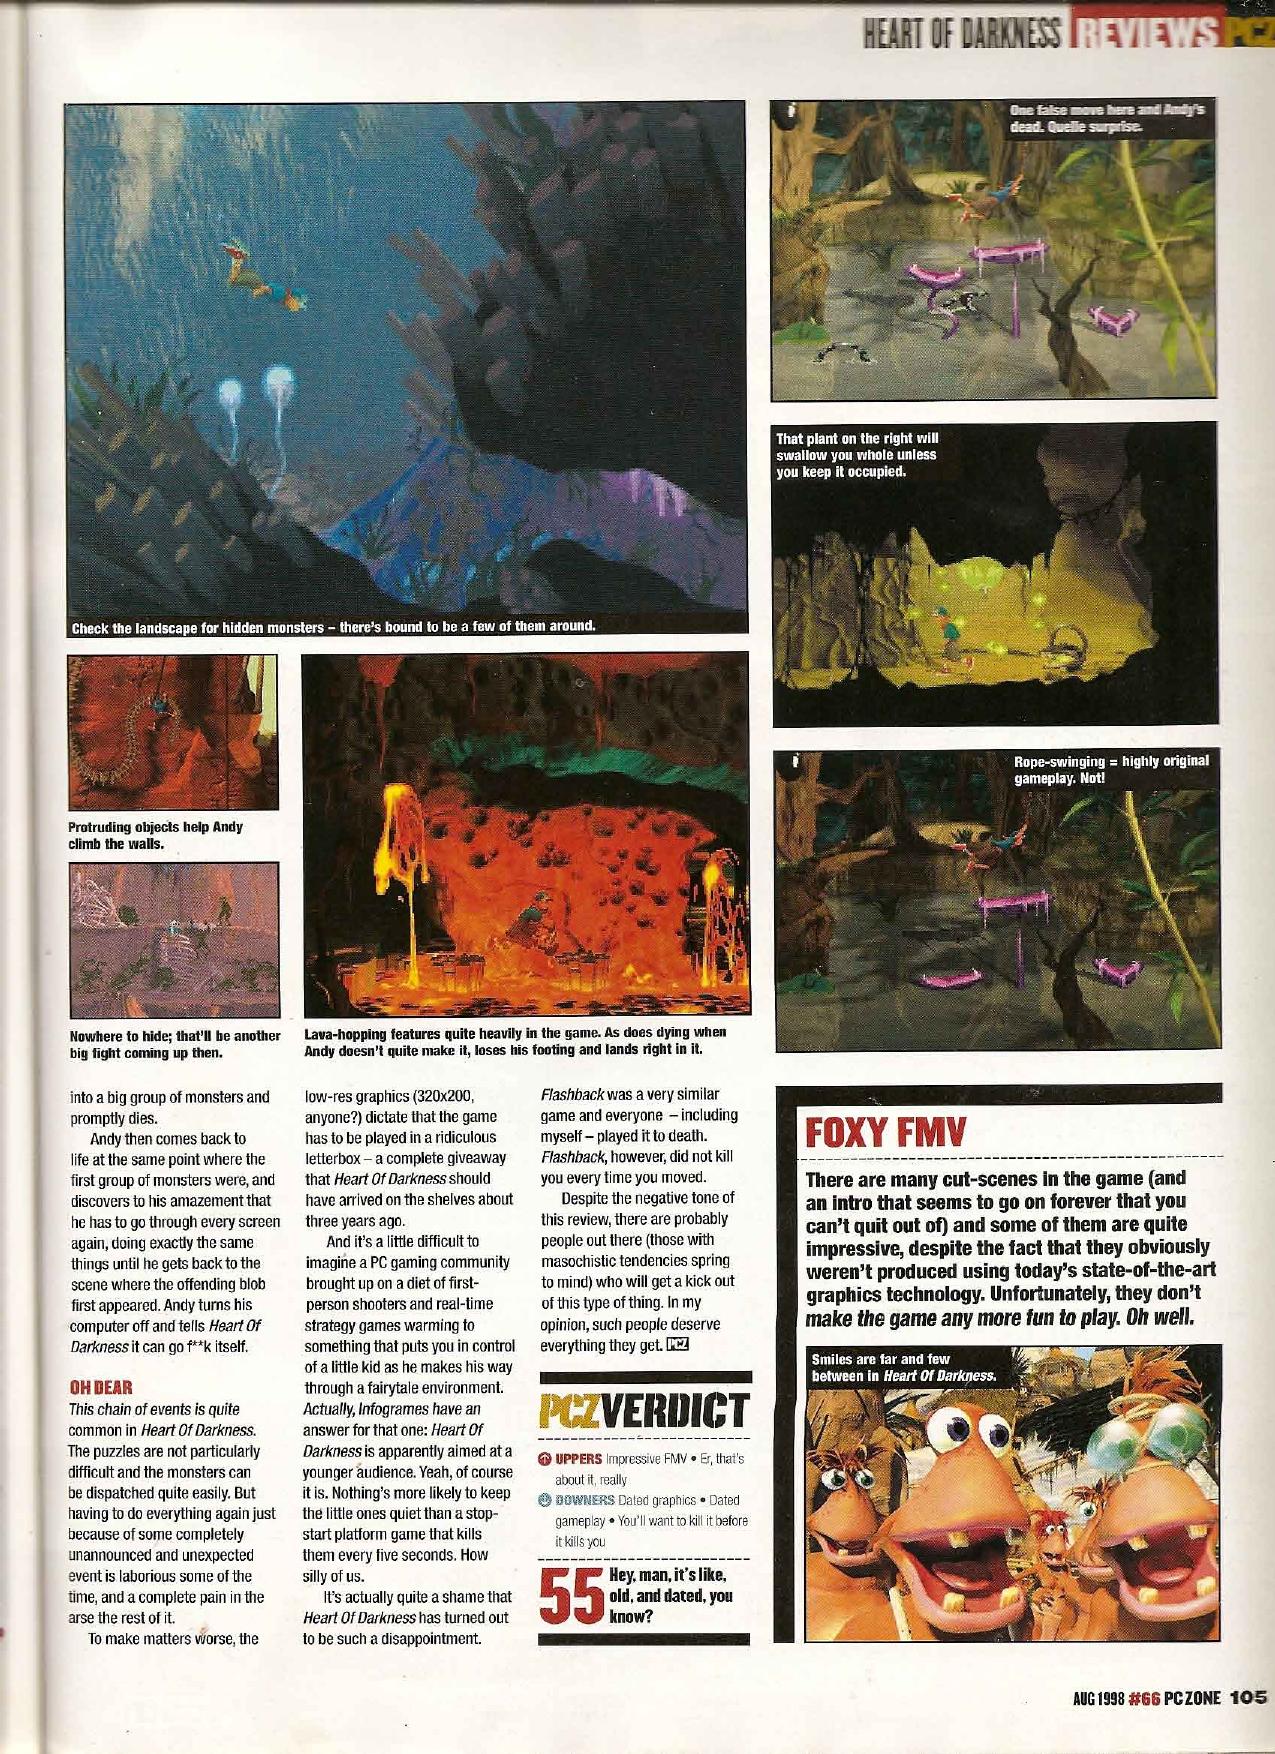 HEART OF DARKNESS REVIEWS PCZ
One false move here and Andy's
dead. Quelle surprise.
That plant on the right will
swallow you whole unless
you keep it occupied.
Check the landscape for hidden monsters – there's bound to be a few of them around.
Rope-swinging = highly original
gameplay. Not!
Protruding objects help Andy
climb the walls.
Nowhere to hide; that'll be another
big fight coming up then.
Lava-hopping features quite heavily in the game. As does dying when
Andy doesn't quite make it, loses his footing and lands right in it.
into a big group of monsters and
promptly dies.
Andy then comes back to
life at the same point where the
first group of monsters were, and
discovers to his amazement that
he has to go through every screen
again, doing exactly the same
things until he gets back to the
scene where the offending blob
first appeared. Andy turns his
computer off and tells Heart Of
Darkness it can go f**k itself.
OH DEAR
This chain of events is quite
common in Heart Of Darkness.
The puzzles are not particularly
difficult and the monsters can
be dispatched quite easily. But
having to do everything again just
because of some completely
unannounced and unexpected
event is laborious some of the
time, and a complete pain in the
arse the rest of it.
To make matters worse, the
low-res graphics (320x200,
anyone?) dictate that the game
has to be played in a ridiculous
letterbox – a complete giveaway
that Heart Of Darkness should
have arrived on the shelves about
three years ago.
And it's a little difficult to
imagine a PC gaming community
brought up on a diet of first-
person shooters and real-time
strategy games warming to
something that puts you in control
of a little kid as he makes his way
through a fairytale environment.
Actually, Infogrames have an
answer for that one: Heart Of
Darkness is apparently aimed at a
younger audience. Yeah, of course
it is. Nothing's more likely to keep
the little ones quiet than a stop-
start platform game that kills
them every five seconds. How
silly of us.
It's actually quite a shame that
Heart Of Darkness has turned out
to be such a disappointment.
Flashback was a very similar
game and everyone – including
myself – played it to death.
Flashback, however, did not kill
you every time you moved.
Despite the negative tone of
this review, there are probably
people out there (those with
masochistic tendencies spring
to mind) who will get a kick out
of this type of thing. In my
opinion, such people deserve
everything they get. PCZ
PCZVERDICT
UPPERS Impressive FMV • Er, that's
about it, really
DOWNERS Dated graphics • Dated
gameplay • You'll want to kill it before
it kills you
55 Hey, man, it's like,
old, and dated, you
know?
FOXY FMV
There are many cut-scenes in the game (and
an intro that seems to go on forever that you
can't quit out of) and some of them are quite
impressive, despite the fact that they obviously
weren't produced using today's state-of-the-art
graphics technology. Unfortunately, they don't
make the game any more fun to play. Oh well.
Smiles are far and few
between in Heart Of Darkness.
AUG 1998 #66 PC ZONE 105